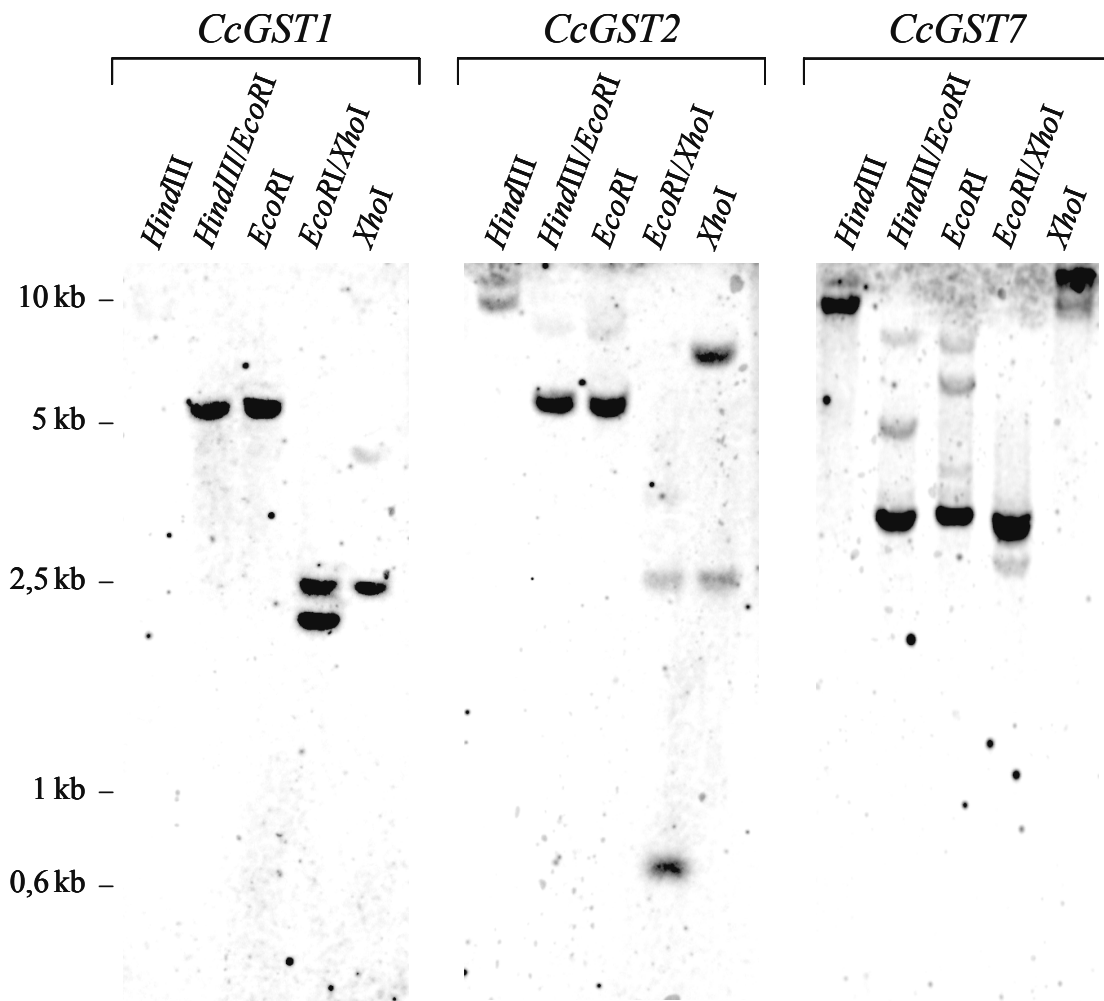 CcGST1 CcGST2 CcGST7
HindIII HindIII/EcoRI EcoRI EcoRI/XhoI XhoI HindIII HindIII/EcoRI EcoRI EcoRI/XhoI XhoI HindIII HindIII/EcoRI EcoRI EcoRI/XhoI XhoI
10 kb
5 kb
2,5 kb
1 kb
0,6 kb